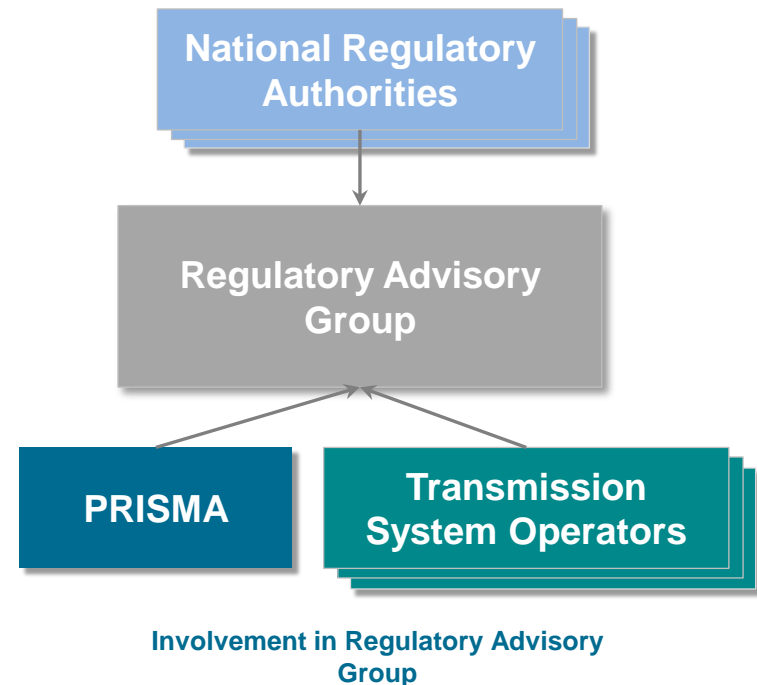 National Regulatory
Authorities
Regulatory Advisory
Group
PRISMA
Transmission
System Operators
Involvement in Regulatory Advisory
Group